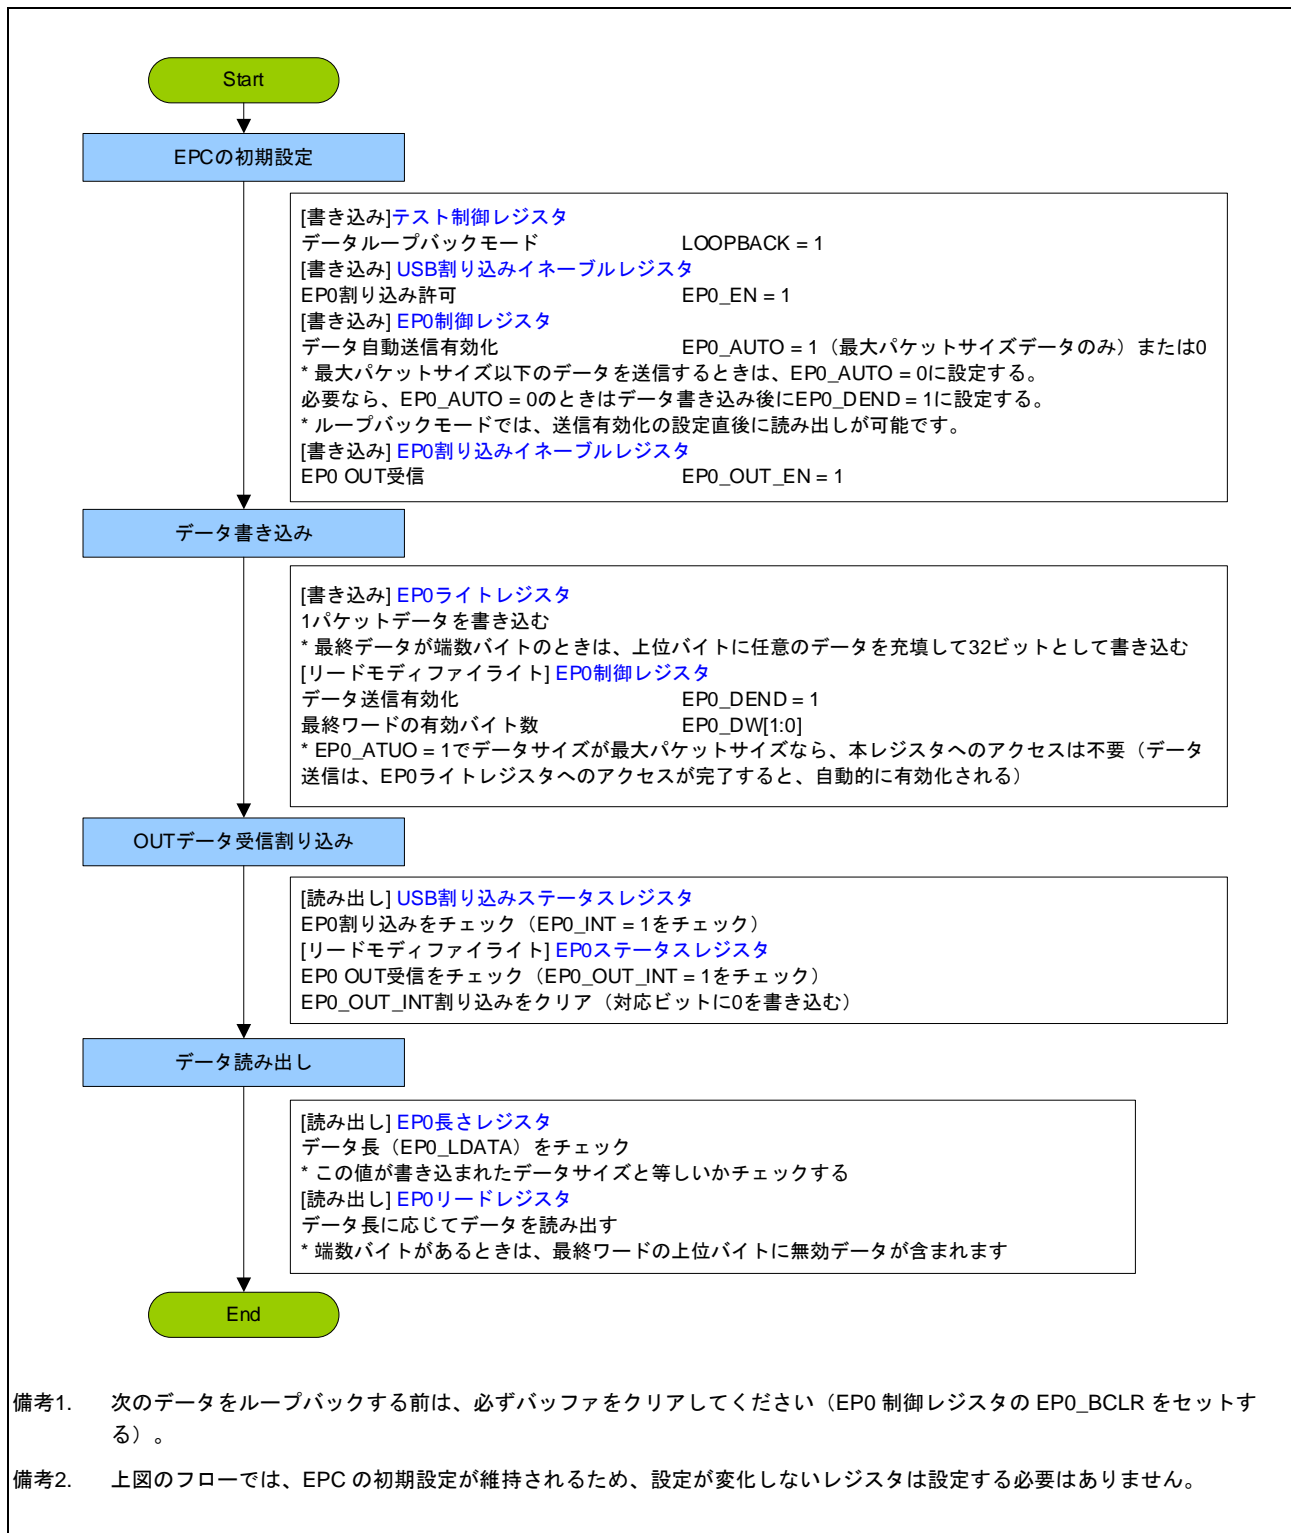 Start
EPCの初期設定
[書き込み]テスト制御レジスタ
データループバックモード LOOPBACK = 1
[書き込み] USB割り込みイネーブルレジスタ
EP0割り込み許可 EP0_EN = 1
[書き込み] EP0制御レジスタ
データ自動送信有効化 EP0_AUTO = 1（最大パケットサイズデータのみ）または0
* 最大パケットサイズ以下のデータを送信するときは、EP0_AUTO = 0に設定する。
必要なら、EP0_AUTO = 0のときはデータ書き込み後にEP0_DEND = 1に設定する。
* ループバックモードでは、送信有効化の設定直後に読み出しが可能です。
[書き込み] EP0割り込みイネーブルレジスタ
EP0 OUT受信 EP0_OUT_EN = 1
データ書き込み
[書き込み] EP0ライトレジスタ
1パケットデータを書き込む
* 最終データが端数バイトのときは、上位バイトに任意のデータを充填して32ビットとして書き込む
[リードモディファイライト] EP0制御レジスタ
データ送信有効化 EP0_DEND = 1
最終ワードの有効バイト数 EP0_DW[1:0]
* EP0_ATUO = 1でデータサイズが最大パケットサイズなら、本レジスタへのアクセスは不要（データ
送信は、EP0ライトレジスタへのアクセスが完了すると、自動的に有効化される）
OUTデータ受信割り込み
[読み出し] USB割り込みステータスレジスタ
EP0割り込みをチェック（EP0_INT = 1をチェック）
[リードモディファイライト] EP0ステータスレジスタ
EP0 OUT受信をチェック（EP0_OUT_INT = 1をチェック）
EP0_OUT_INT割り込みをクリア（対応ビットに0を書き込む）
データ読み出し
[読み出し] EP0長さレジスタ
データ長（EP0_LDATA）をチェック
* この値が書き込まれたデータサイズと等しいかチェックする
[読み出し] EP0リードレジスタ
データ長に応じてデータを読み出す
* 端数バイトがあるときは、最終ワードの上位バイトに無効データが含まれます
End
備考1. 次のデータをループバックする前は、必ずバッファをクリアしてください（EP0 制御レジスタの EP0_BCLR をセットす
る）。
備考2. 上図のフローでは、EPC の初期設定が維持されるため、設定が変化しないレジスタは設定する必要はありません。